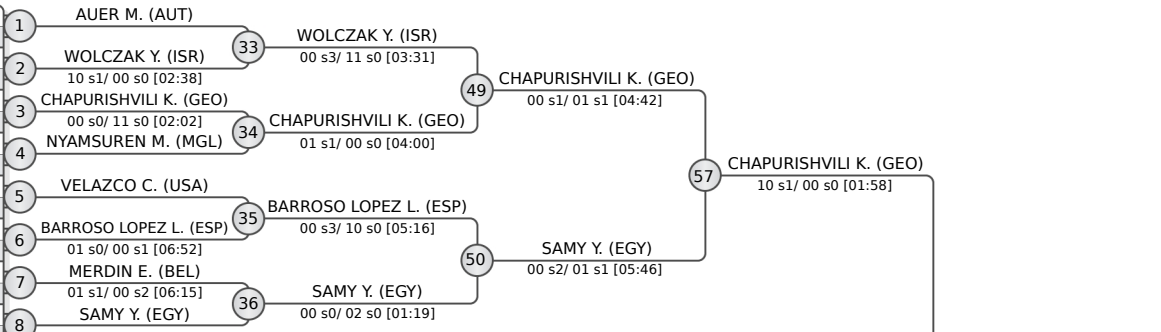 1
AUER M. (AUT)
2
WOLCZAK Y. (ISR)
10 s1/ 00 s0 [02:38]
3
CHAPURISHVILI K. (GEO)
00 s0/ 11 s0 [02:02]
4
NYAMSUREN M. (MGL)
5
VELAZCO C. (USA)
6
BARROSO LOPEZ L. (ESP)
01 s0/ 00 s1 [06:52]
7
MERDIN E. (BEL)
01 s1/ 00 s2 [06:15]
8
SAMY Y. (EGY)
33
WOLCZAK Y. (ISR)
00 s3/ 11 s0 [03:31]
34
CHAPURISHVILI K. (GEO)
01 s1/ 00 s0 [04:00]
35
BARROSO LOPEZ L. (ESP)
00 s3/ 10 s0 [05:16]
36
SAMY Y. (EGY)
00 s0/ 02 s0 [01:19]
49
CHAPURISHVILI K. (GEO)
00 s1/ 01 s1 [04:42]
50
SAMY Y. (EGY)
00 s2/ 01 s1 [05:46]
57
CHAPURISHVILI K. (GEO)
10 s1/ 00 s0 [01:58]